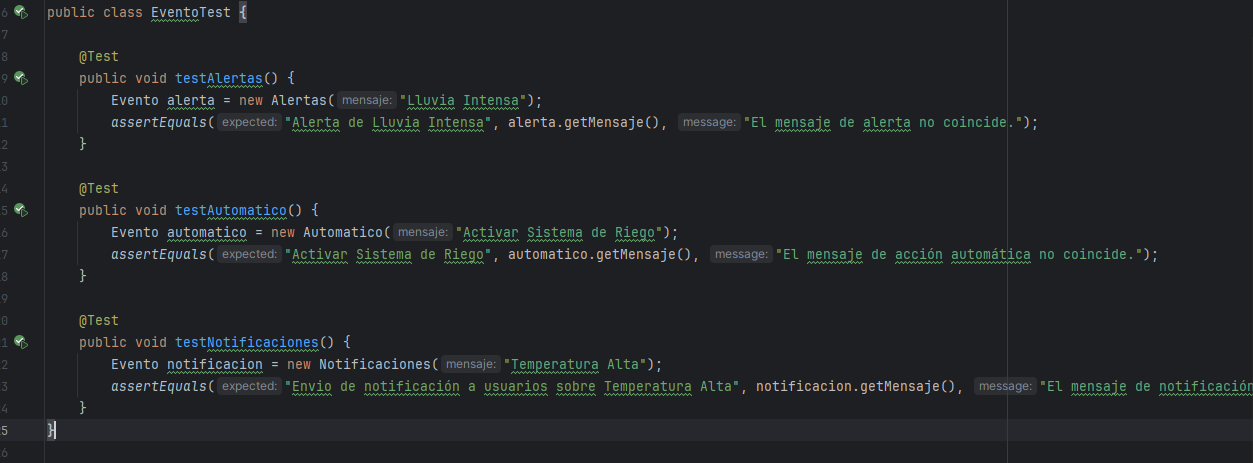 6 public class EventoTest {
7
8 @Test
9 public void testAlertas() {
0 Evento alerta = new Alertas( mensaje: "Lluvia Intensa");
1 assertEquals( expected: "Alerta de Lluvia Intensa", alerta.getMensaje(), message: "El mensaje de alerta no coincide.");
2 }
3
4 @Test
5 public void testAutomatico() {
6 Evento automatico = new Automatico( mensaje: "Activar Sistema de Riego");
7 assertEquals( expected: "Activar Sistema de Riego", automatico.getMensaje(), message: "El mensaje de acción automática no coincide.");
8 }
9
0 @Test
1 public void testNotificaciones() {
2 Evento notificacion = new Notificaciones( mensaje: "Temperatura Alta");
3 assertEquals( expected: "Envio de notificación a usuarios sobre Temperatura Alta", notificacion.getMensaje(), message: "El mensaje de notificación
4 }
5 }
6